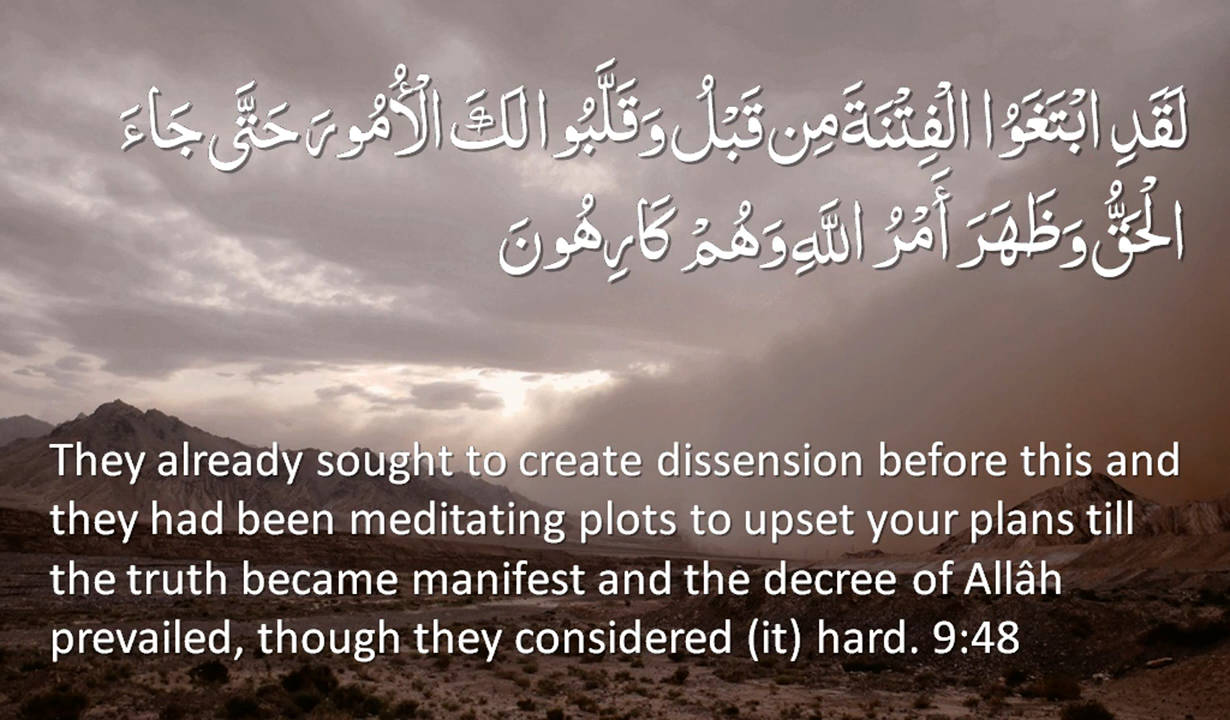 لَقَدِ ابْتَغَوُا الْفِتْنَةَ مِن قَبْلُ وَقَلَّبُوا لَكَ الْأُمُورَ حَتَّى جَاءَ
الْحَقُّ وَظَهَرَ أَمْرُ اللَّهِ وَهُمْ كَارِهُونَ
They already sought to create dissension before this and
they had been meditating plots to upset your plans till
the truth became manifest and the decree of Allâh
prevailed, though they considered (it) hard. 9:48